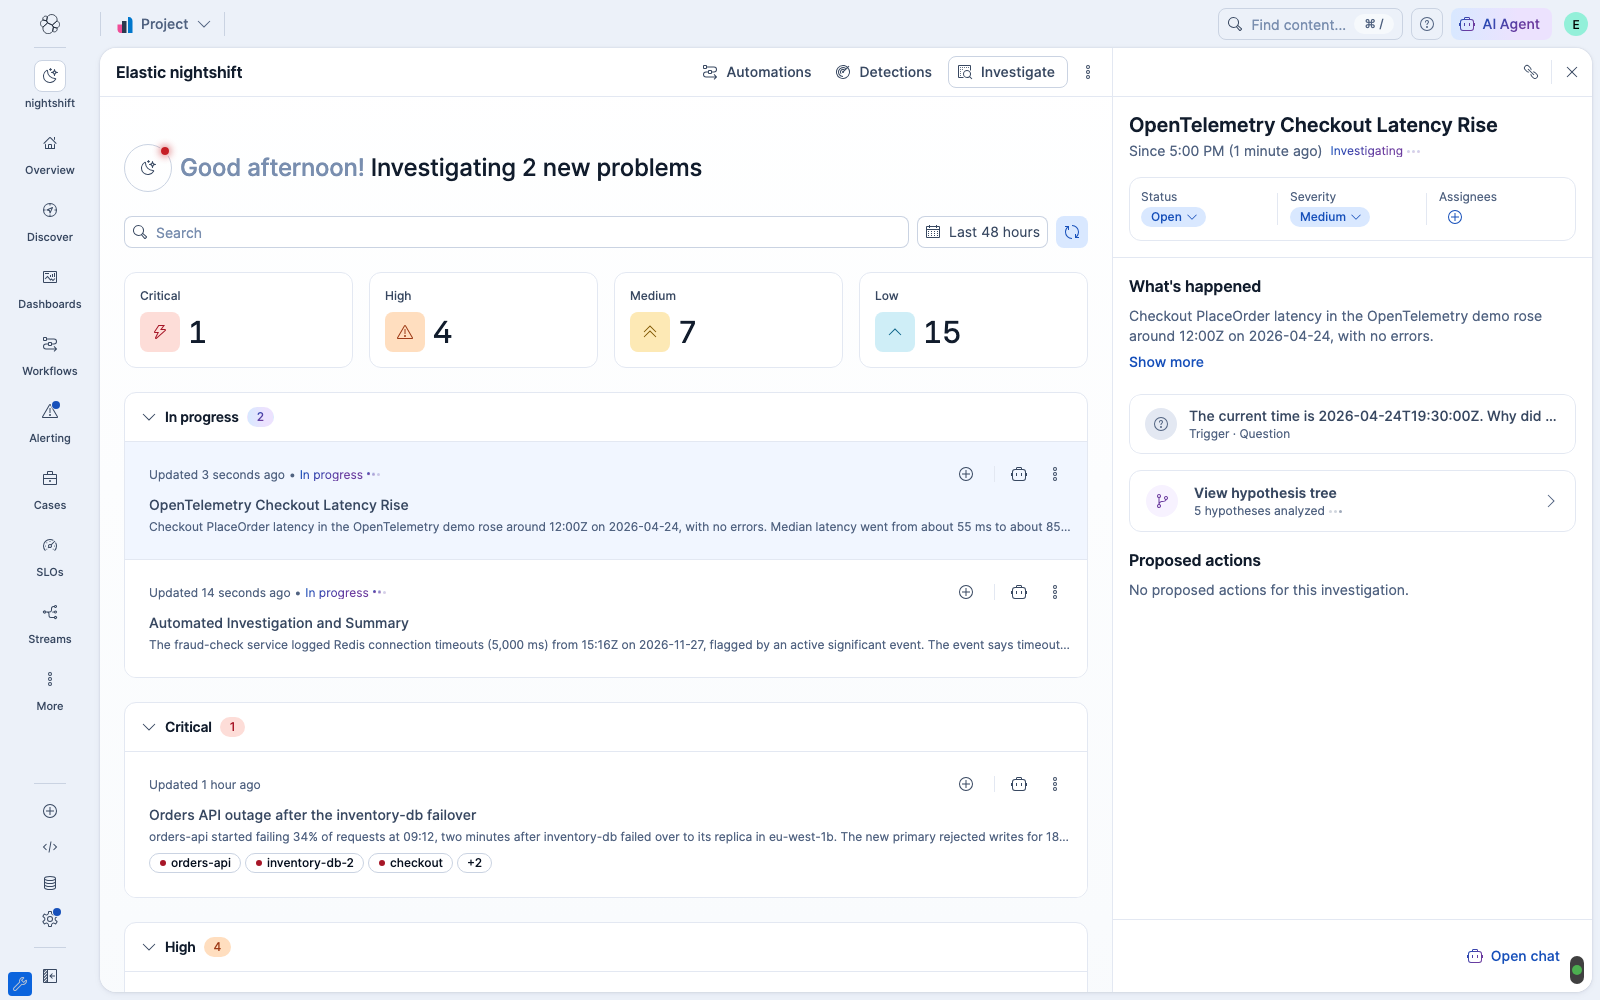 Project
Find content...
⌘ /
AI Agent
E
nightshift
Overview
Discover
Dashboards
Workflows
Alerting
Cases
SLOs
Streams
More
Elastic nightshift
Automations
Detections
Investigate
Good afternoon! Investigating 2 new problems
Search
Last 48 hours
Critical
1
High
4
Medium
7
Low
15
In progress 2
Updated 3 seconds ago • In progress
OpenTelemetry Checkout Latency Rise
Checkout PlaceOrder latency in the OpenTelemetry demo rose around 12:00Z on 2026-04-24, with no errors. Median latency went from about 55 ms to about 85...
Updated 14 seconds ago • In progress
Automated Investigation and Summary
The fraud-check service logged Redis connection timeouts (5,000 ms) from 15:16Z on 2026-11-27, flagged by an active significant event. The event says timeout...
Critical 1
Updated 1 hour ago
Orders API outage after the inventory-db failover
orders-api started failing 34% of requests at 09:12, two minutes after inventory-db failed over to its replica in eu-west-1b. The new primary rejected writes for 18...
orders-api
inventory-db-2
checkout
+2
High 4
OpenTelemetry Checkout Latency Rise
Since 5:00 PM (1 minute ago) Investigating
Status
Open
Severity
Medium
Assignees
What's happened
Checkout PlaceOrder latency in the OpenTelemetry demo rose
around 12:00Z on 2026-04-24, with no errors.
Show more
The current time is 2026-04-24T19:30:00Z. Why did ...
Trigger · Question
View hypothesis tree
5 hypotheses analyzed
Proposed actions
No proposed actions for this investigation.
Open chat